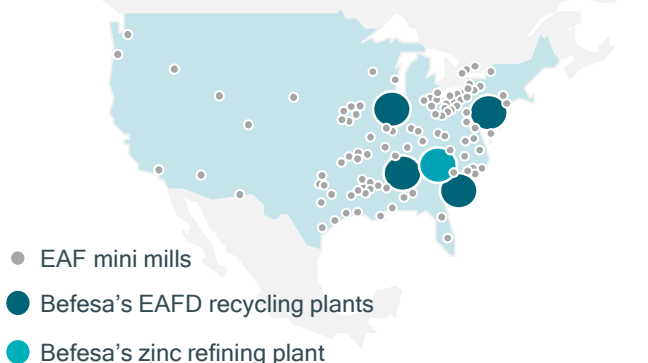 EAF mini mills
Befesa's EAFD recycling plants
Befesa's zinc refining plant